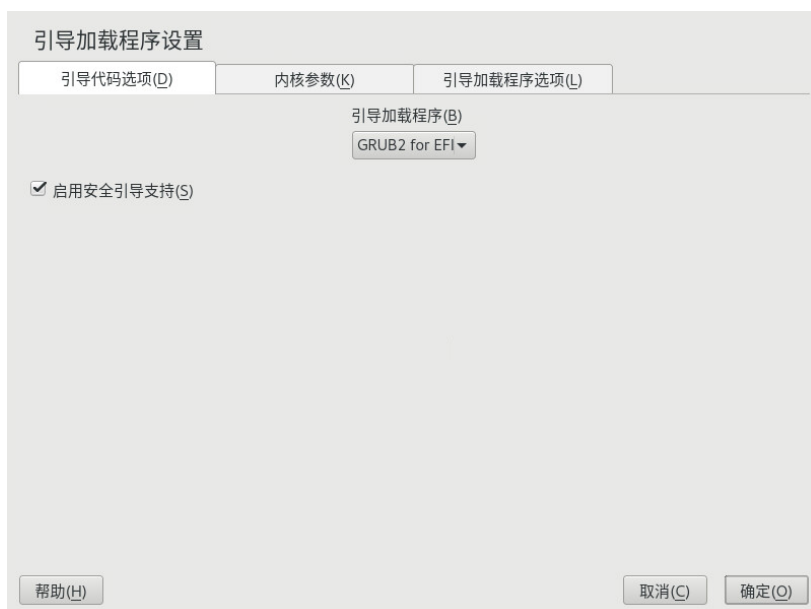 引导加载程序设置
引导代码选项(D) 内核参数(K) 引导加载程序选项(L)
引导加载程序(B)
GRUB2 for EFI
启用安全引导支持(S)
帮助(H) 取消(C) 确定(O)